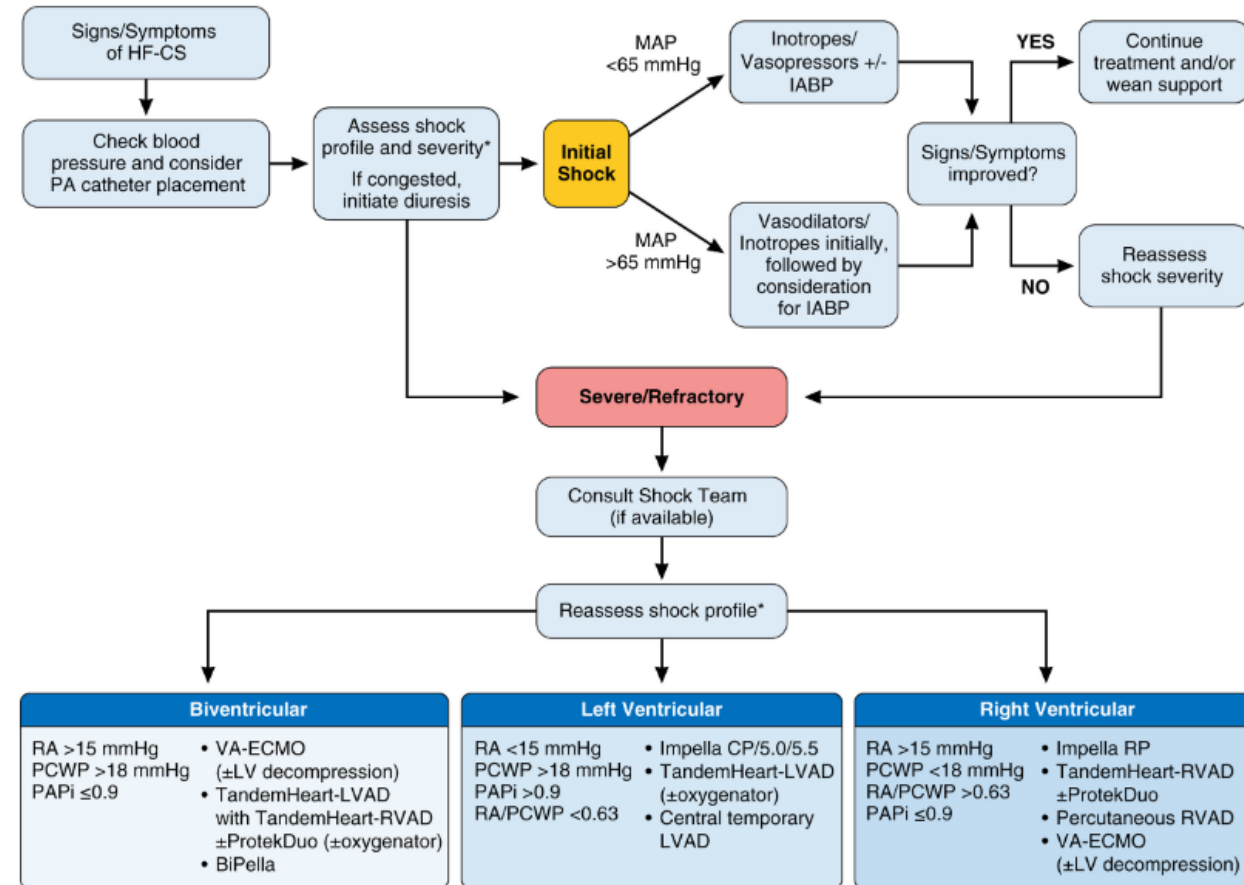 Signs/Symptoms
of HF-CS
Check blood
pressure and consider
PA catheter placement
Assess shock
profile and severity*
If congested,
initiate diuresis
Initial
Shock
MAP
<65 mmHg
MAP
>65 mmHg
Inotropes/
Vasopressors +/-
IABP
Vasodilators/
Inotropes initially,
followed by
consideration
for IABP
Signs/Symptoms
improved?
YES
Continue
treatment and/or
wean support
NO
Reassess
shock severity
Severe/Refractory
Consult Shock Team
(if available)
Reassess shock profile*
Biventricular
RA >15 mmHg
PCWP >18 mmHg
PAPi ≤0.9
• VA-ECMO
(±LV decompression)
• TandemHeart-LVAD
with TandemHeart-RVAD
±ProtekDuo (±oxygenator)
• BiPella
Left Ventricular
RA <15 mmHg
PCWP >18 mmHg
PAPi >0.9
RA/PCWP <0.63
• Impella CP/5.0/5.5
• TandemHeart-LVAD
(±oxygenator)
• Central temporary
LVAD
Right Ventricular
RA >15 mmHg
PCWP <18 mmHg
RA/PCWP >0.63
PAPi ≤0.9
• Impella RP
• TandemHeart-RVAD
±ProtekDuo
• Percutaneous RVAD
• VA-ECMO
(±LV decompression)